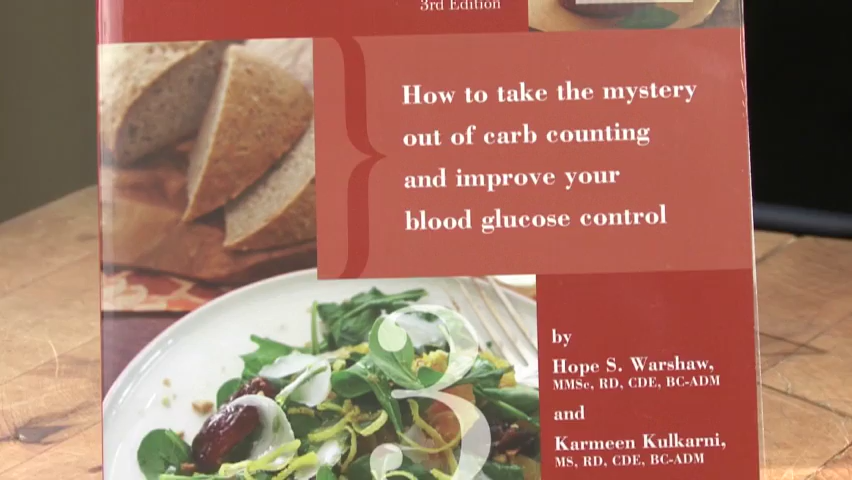 3rd Edition
How to take the mystery
out of carb counting
and improve your
blood glucose control
by
Hope S. Warshaw,
MMSc, RD, CDE, BC-ADM
and
Karmeen Kulkarni,
MS, RD, CDE, BC-ADM
3